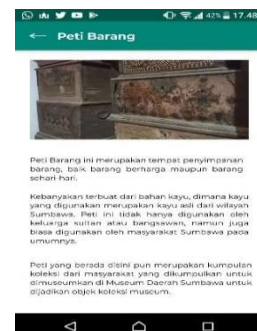 42% 17.48
← Peti Barang
Peti Barang ini merupakan tempat penyimpanan
barang, baik barang berharga maupun barang
sehari-hari.
Kebanyakan terbuat dari bahan kayu, dimana kayu
yang digunakan merupakan kayu asli dari wilayah
Sumbawa. Peti ini tidak hanya digunakan oleh
keluarga sultan atau bangsawan, namun juga
biasa digunakan oleh masyarakat Sumbawa pada
umumnya.
Peti yang berada disini pun merupakan kumpulan
koleksi dari masyarakat yang dikumpulkan untuk
dimuseumkan di Museum Daerah Sumbawa untuk
dijadikan objek koleksi museum.